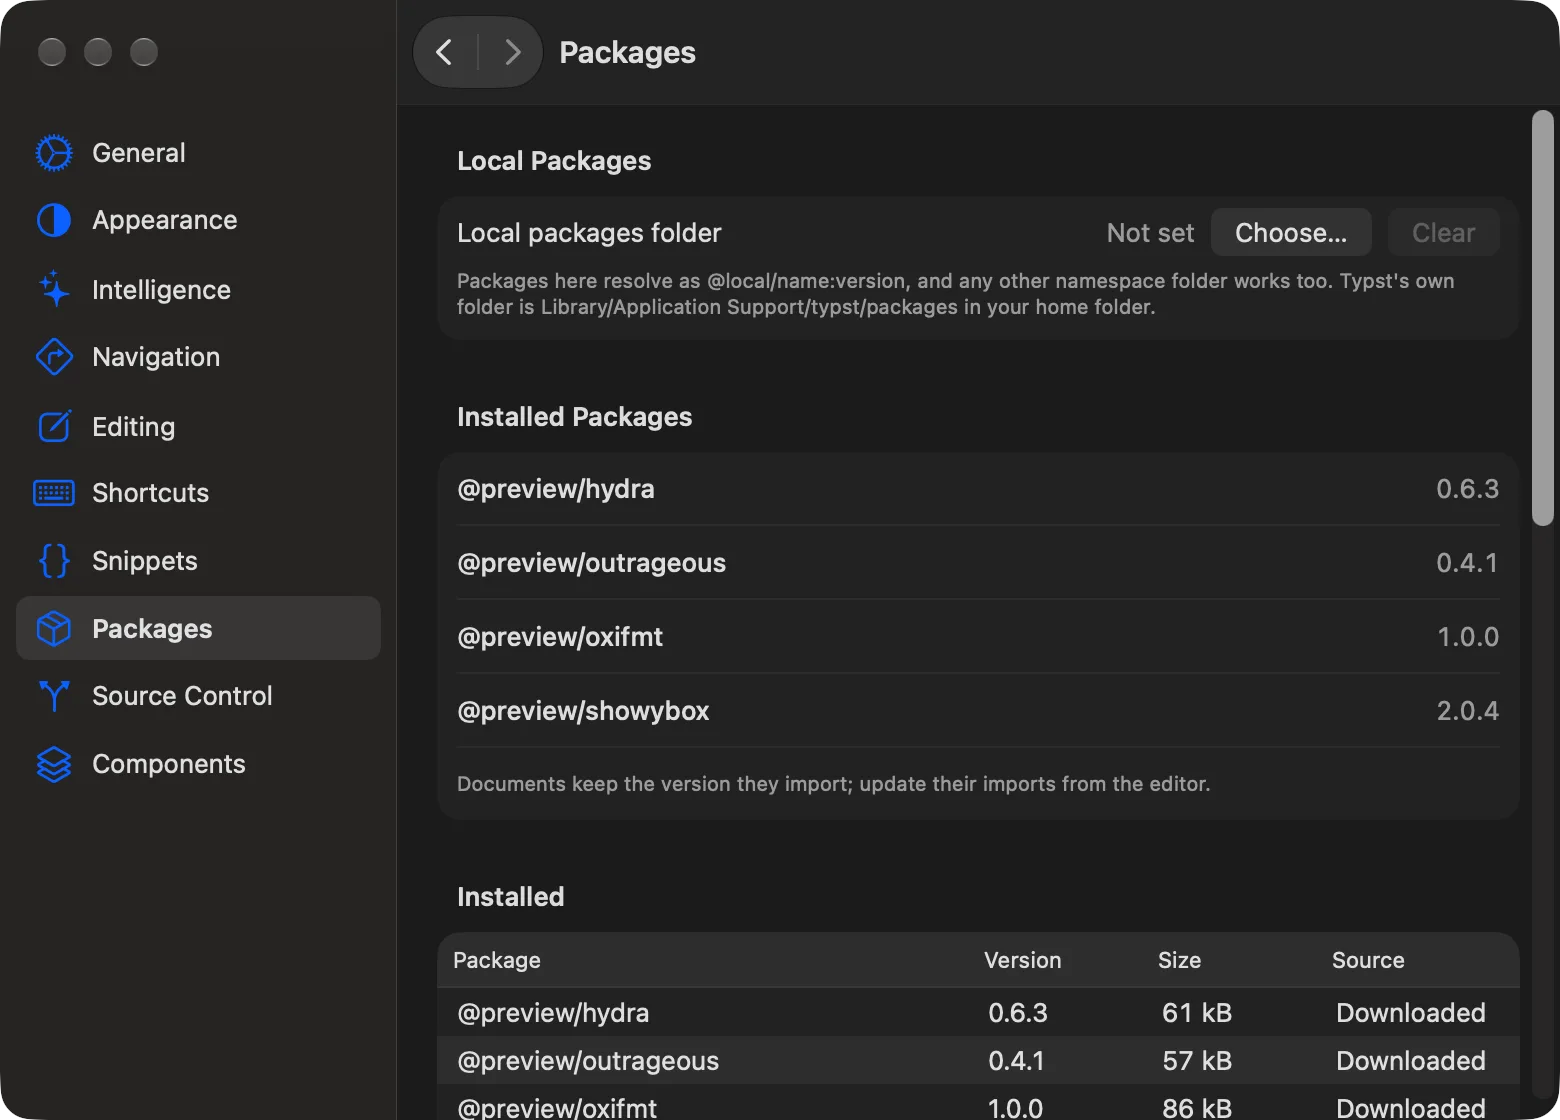 Packages
General
Appearance
Intelligence
Navigation
Editing
Shortcuts
Snippets
Packages
Source Control
Components
Local Packages
Local packages folder
Not set
Choose...
Clear
Packages here resolve as @local/name:version, and any other namespace folder works too. Typst's own
folder is Library/Application Support/typst/packages in your home folder.
Installed Packages
@preview/hydra 0.6.3
@preview/outrageous 0.4.1
@preview/oxifmt 1.0.0
@preview/showybox 2.0.4
Documents keep the version they import; update their imports from the editor.
Installed
Package Version Size Source
@preview/hydra 0.6.3 61 kB Downloaded
@preview/outrageous 0.4.1 57 kB Downloaded
@preview/oxifmt 1.0.0 86 kB Downloaded